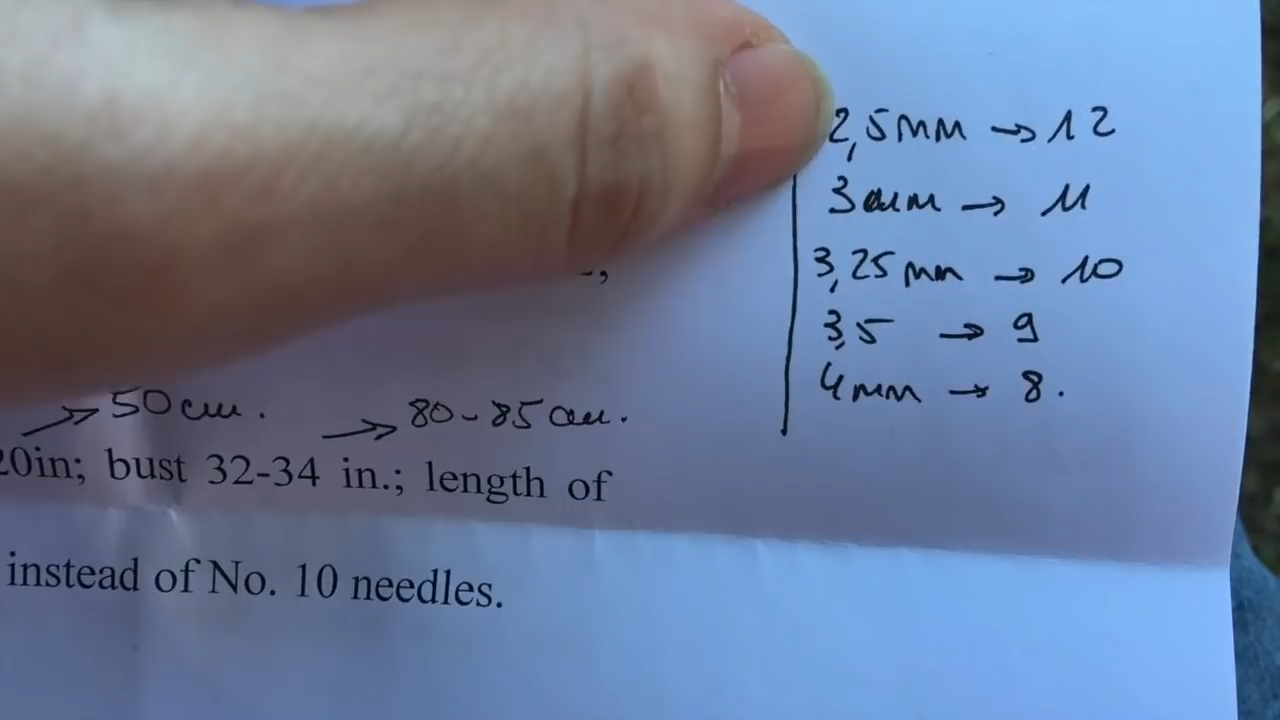 2,5mm → 12
3mm → 11
3,25mm → 10
3,5 → 9
4mm → 8.
→ 50cm. → 80-85cm.
20in; bust 32-34 in.; length of
instead of No. 10 needles.